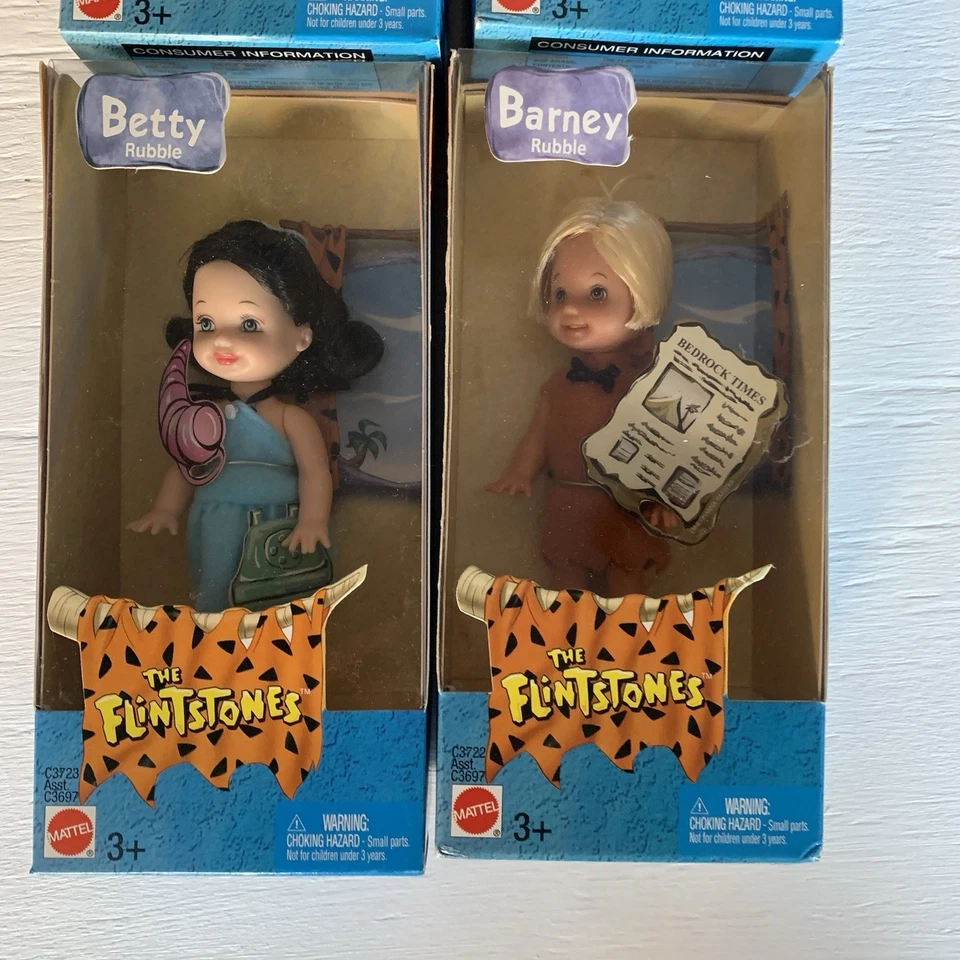 MATTEL
3+
CHOKING HAZARD - Small parts.
Not for children under 3 years.
CONSUMER INFORMATION
Betty
Rubble
THE
FLINTSTONES™
C3723
Asst.
C3697
MATTEL®
3+
WARNING:
CHOKING HAZARD - Small parts.
Not for children under 3 years.
3+
CHOKING HAZARD - Small parts.
Not for children under 3 years.
CONSUMER INFORMATION
Barney
Rubble
BEDROCK TIMES
THE
FLINTSTONES™
C3722
Asst.
C3697
MATTEL®
3+
WARNING:
CHOKING HAZARD - Small parts.
Not for children under 3 years.